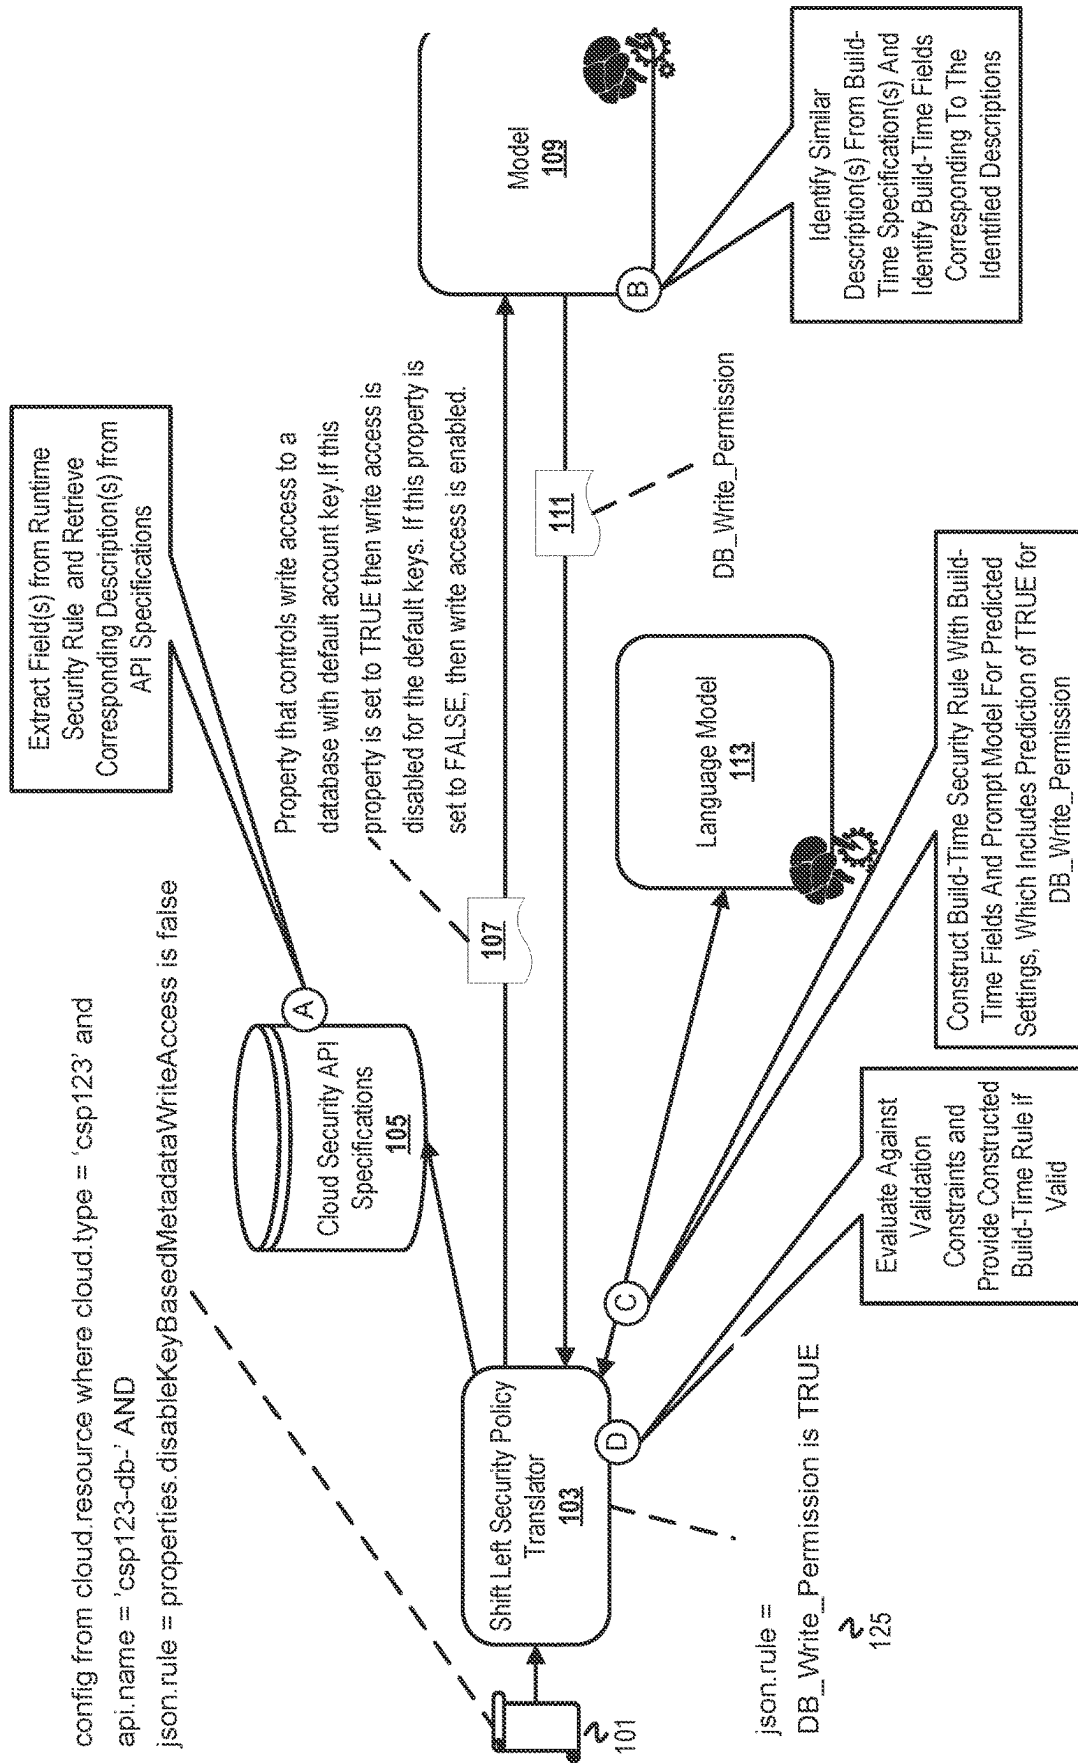 config from cloud.resource where cloud.type = 'csp123' and
api.name = 'csp123-db-' AND
json.rule = properties.disableKeyBasedMetadataWriteAccess is false
Extract Field(s) from Runtime
Security Rule and Retrieve
Corresponding Description(s) from
API Specifications
A
Cloud Security API
Specifications
105
Property that controls write access to a
database with default account key.If this
property is set to TRUE then write access is
disabled for the default keys. If this property is
set to FALSE, then write access is enabled.
107
Model
109
101
Shift Left Security Policy
Translator
103
111
DB_Write_Permission
B
Identify Similar
Description(s) From Build-
Time Specification(s) And
Identify Build-Time Fields
Corresponding To The
Identified Descriptions
Language Model
113
C
D
json.rule =
DB_Write_Permission is TRUE
125
Evaluate Against
Validation
Constraints and
Provide Constructed
Build-Time Rule if
Valid
Construct Build-Time Security Rule With Build-
Time Fields And Prompt Model For Predicted
Settings, Which Includes Prediction of TRUE for
DB_Write_Permission